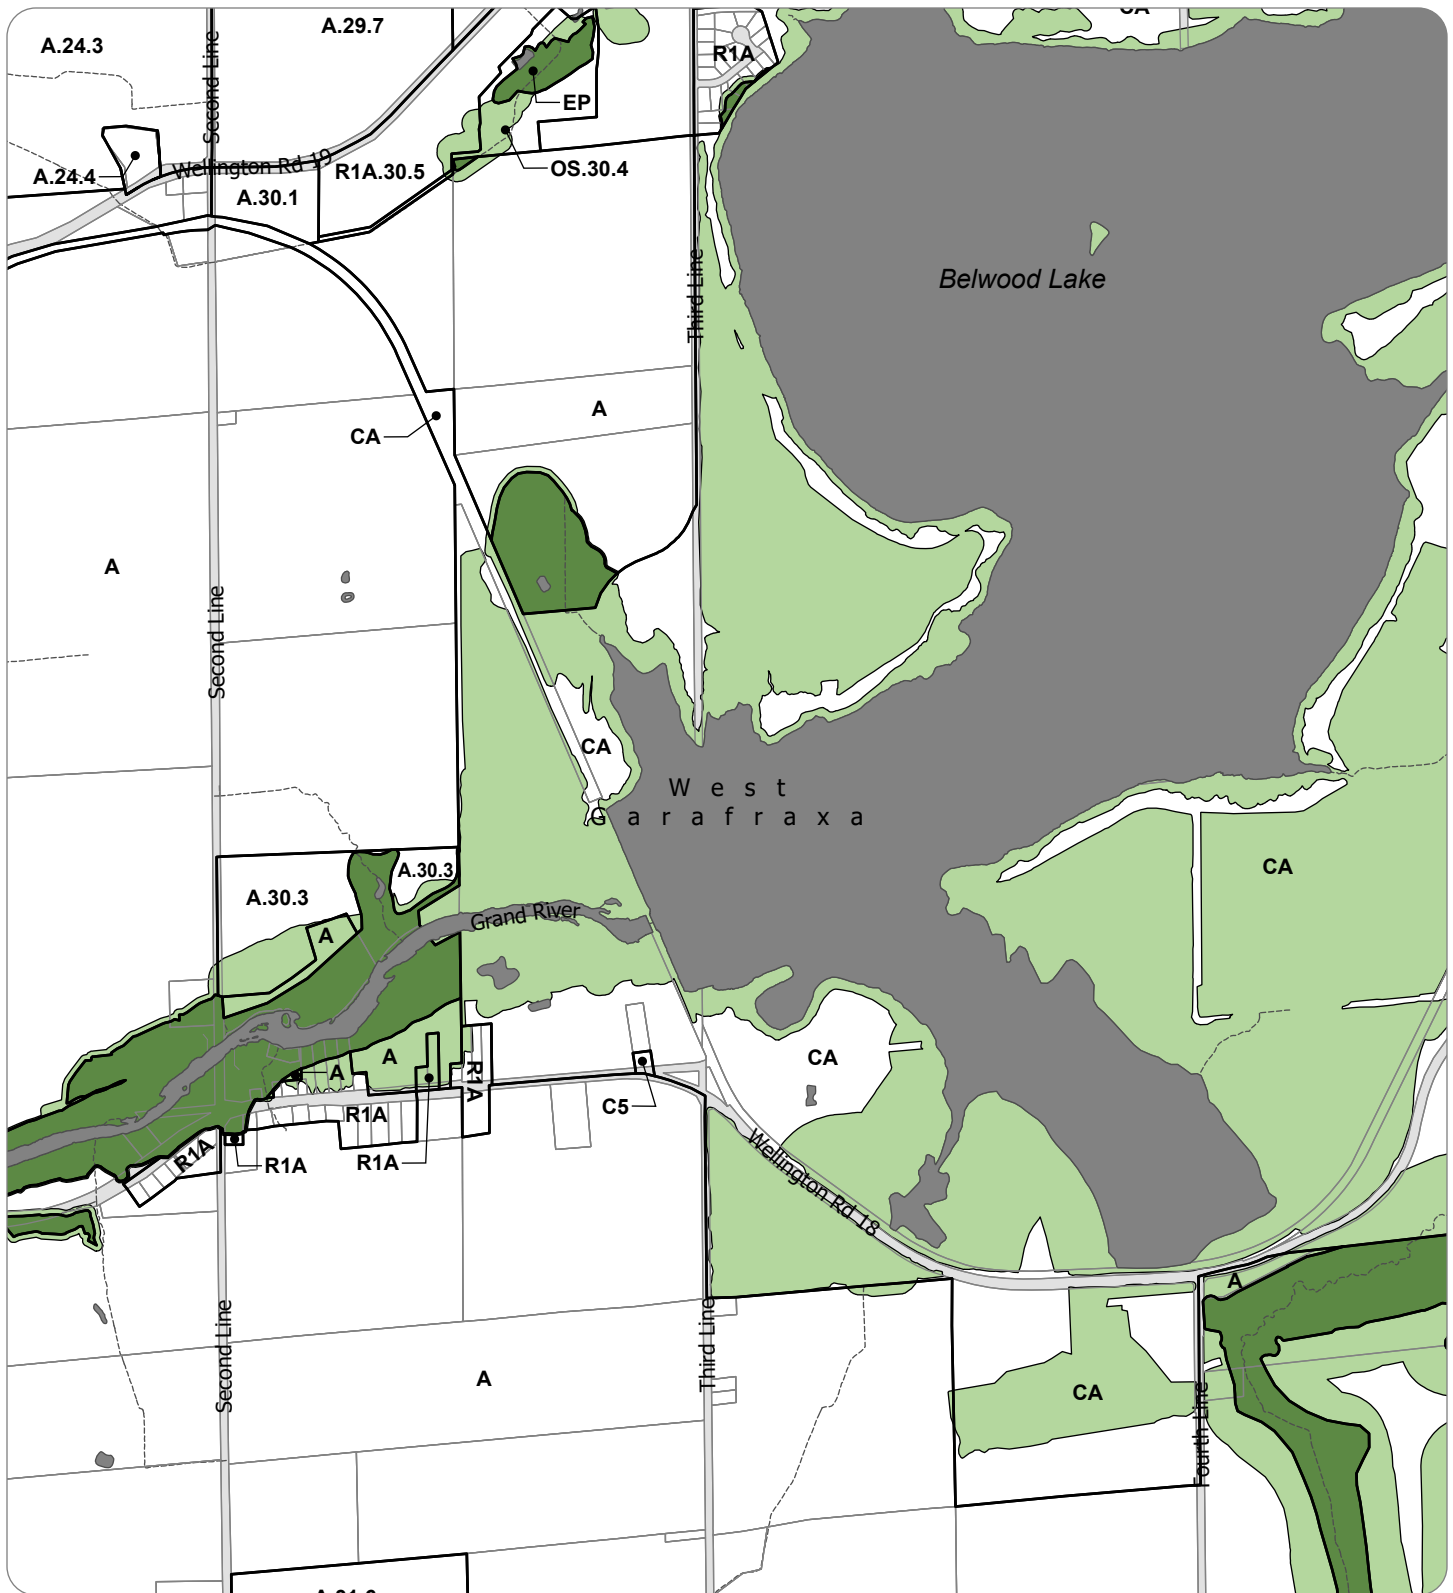 CA
A.29.7
A.24.3
R1A
Second Line
EP
Wellington Rd 19
OS.30.4
R1A.30.5
A.24.4
A.30.1
Belwood Lake
Third Line
A
CA
A
Second Line
CA
West
Garafraxa
CA
A.30.3
A.30.3
Grand River
A
A
A
R1A
CA
C5
R1A
R1A
R1A
R1A
Wellington Rd 18
A
Second Line
Third Line
A
CA
Fourth Line